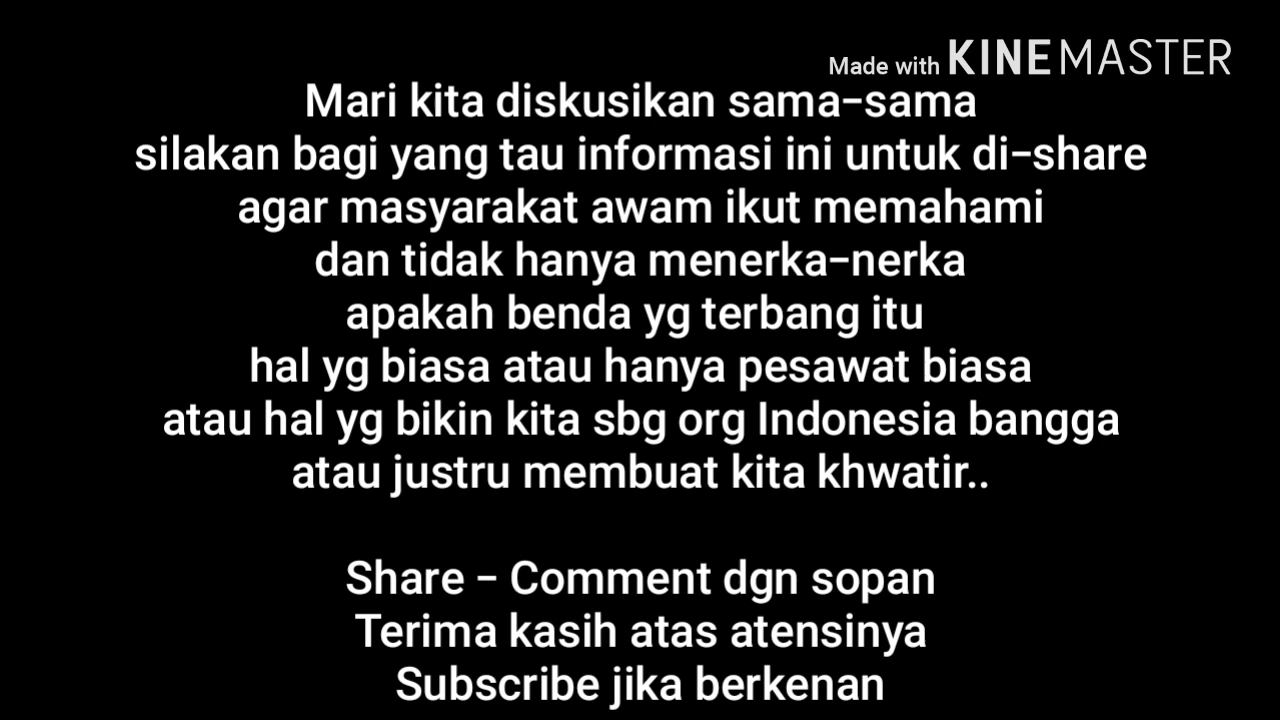 Made with KINEMASTER
Mari kita diskusikan sama-sama
silakan bagi yang tau informasi ini untuk di-share
agar masyarakat awam ikut memahami
dan tidak hanya menerka-nerka
apakah benda yg terbang itu
hal yg biasa atau hanya pesawat biasa
atau hal yg bikin kita sbg org Indonesia bangga
atau justru membuat kita khwatir..
Share - Comment dgn sopan
Terima kasih atas atensinya
Subscribe jika berkenan